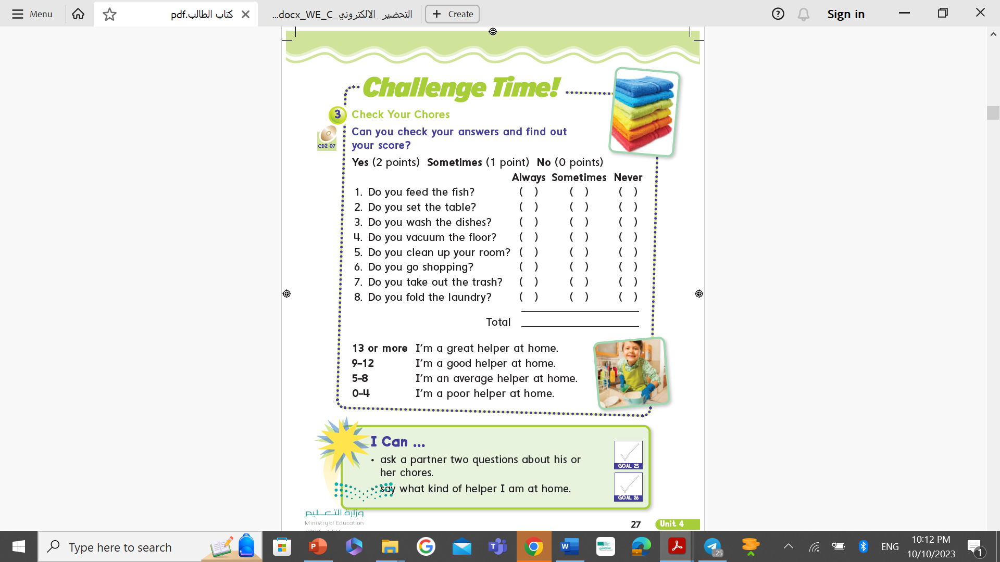 Menu
كتاب الطالب.pdf
...docx_WE_C_التحضير_الالكتروني
+ Create
Sign in
Challenge Time!
3 Check Your Chores
CD2 07
Can you check your answers and find out
your score?
Yes (2 points) Sometimes (1 point) No (0 points)
Always Sometimes Never
1. Do you feed the fish? ( ) ( ) ( )
2. Do you set the table? ( ) ( ) ( )
3. Do you wash the dishes? ( ) ( ) ( )
4. Do you vacuum the floor? ( ) ( ) ( )
5. Do you clean up your room? ( ) ( ) ( )
6. Do you go shopping? ( ) ( ) ( )
7. Do you take out the trash? ( ) ( ) ( )
8. Do you fold the laundry? ( ) ( ) ( )
Total
13 or more I'm a great helper at home.
9–12 I'm a good helper at home.
5–8 I'm an average helper at home.
0–4 I'm a poor helper at home.
I Can ...
• ask a partner two questions about his or
her chores.
GOAL 25
• say what kind of helper I am at home.
GOAL 26
وزارة التعليم
Ministry of Education
27 Unit 4
Type here to search
..25
ENG
10:12 PM
10/10/2023
1